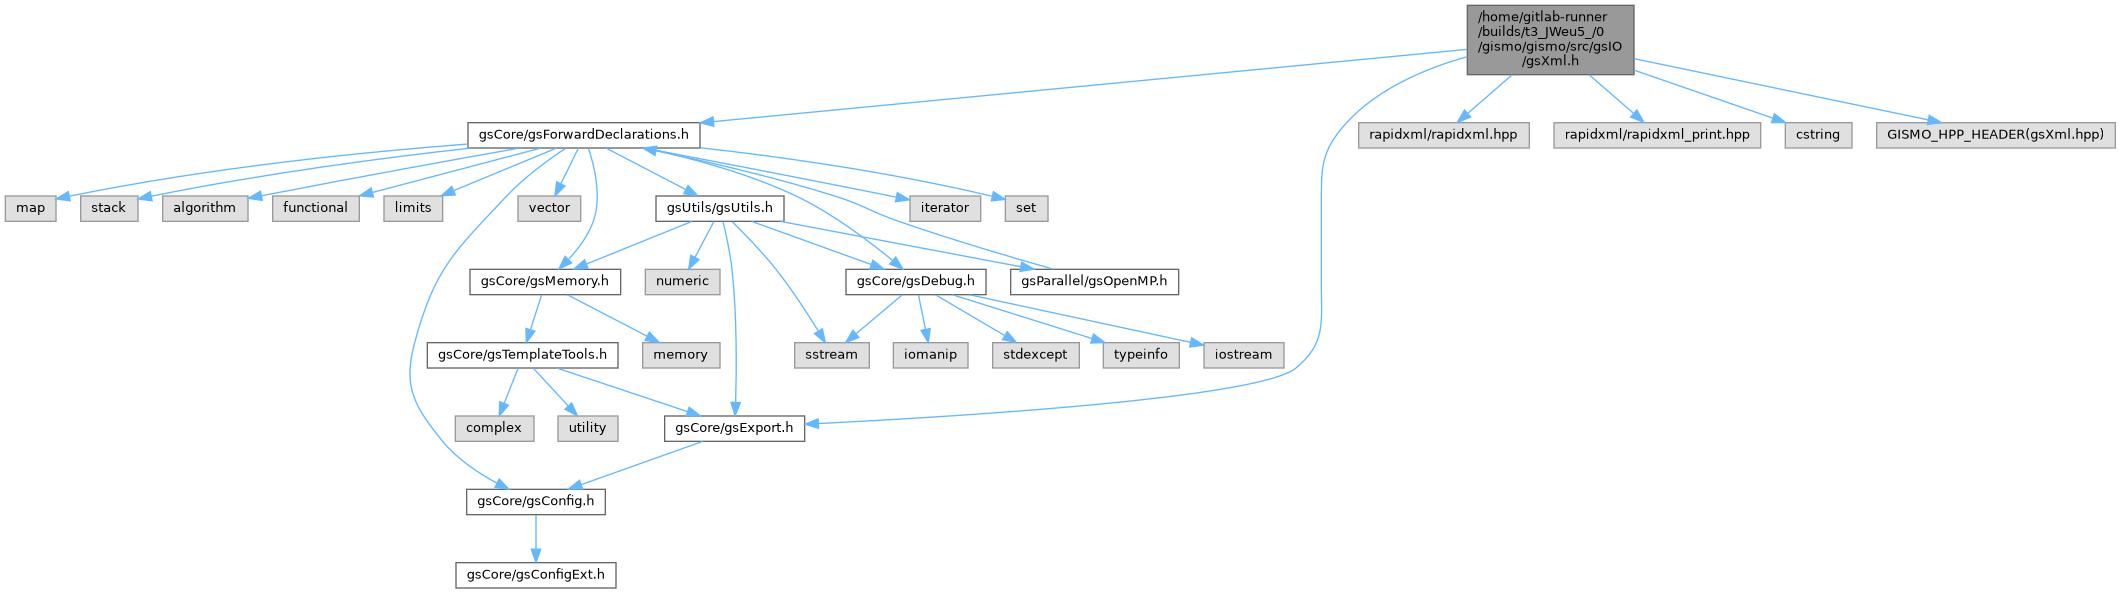 /home/gitlab-runner
/builds/t3_JWeu5_/0
/gismo/gismo/src/gsIO
/gsXml.h
gsCore/gsForwardDeclarations.h
rapidxml/rapidxml.hpp
rapidxml/rapidxml_print.hpp
cstring
GISMO_HPP_HEADER(gsXml.hpp)
map
stack
algorithm
functional
limits
vector
gsUtils/gsUtils.h
iterator
set
gsCore/gsMemory.h
numeric
gsCore/gsDebug.h
gsParallel/gsOpenMP.h
gsCore/gsTemplateTools.h
memory
sstream
iomanip
stdexcept
typeinfo
iostream
complex
utility
gsCore/gsExport.h
gsCore/gsConfig.h
gsCore/gsConfigExt.h